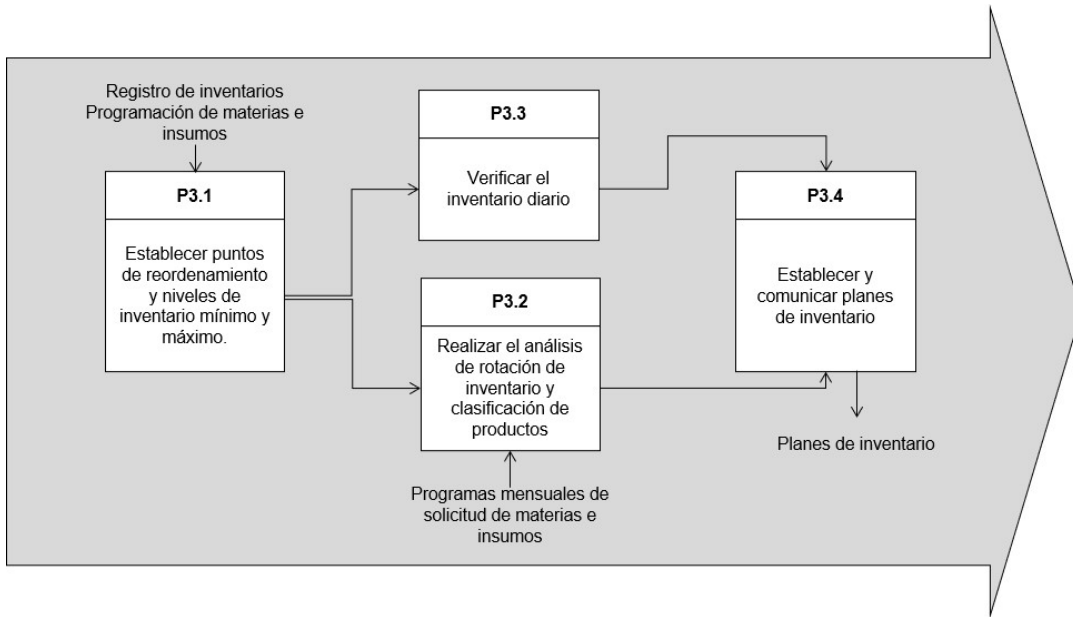 Registro de inventarios
Programación de materias e
insumos
P3.1
Establecer puntos
de reordenamiento
y niveles de
inventario mínimo y
máximo.
P3.3
Verificar el
inventario diario
P3.2
Realizar el análisis
de rotación de
inventario y
clasificación de
productos
Programas mensuales de
solicitud de materias e
insumos
P3.4
Establecer y
comunicar planes
de inventario
Planes de inventario